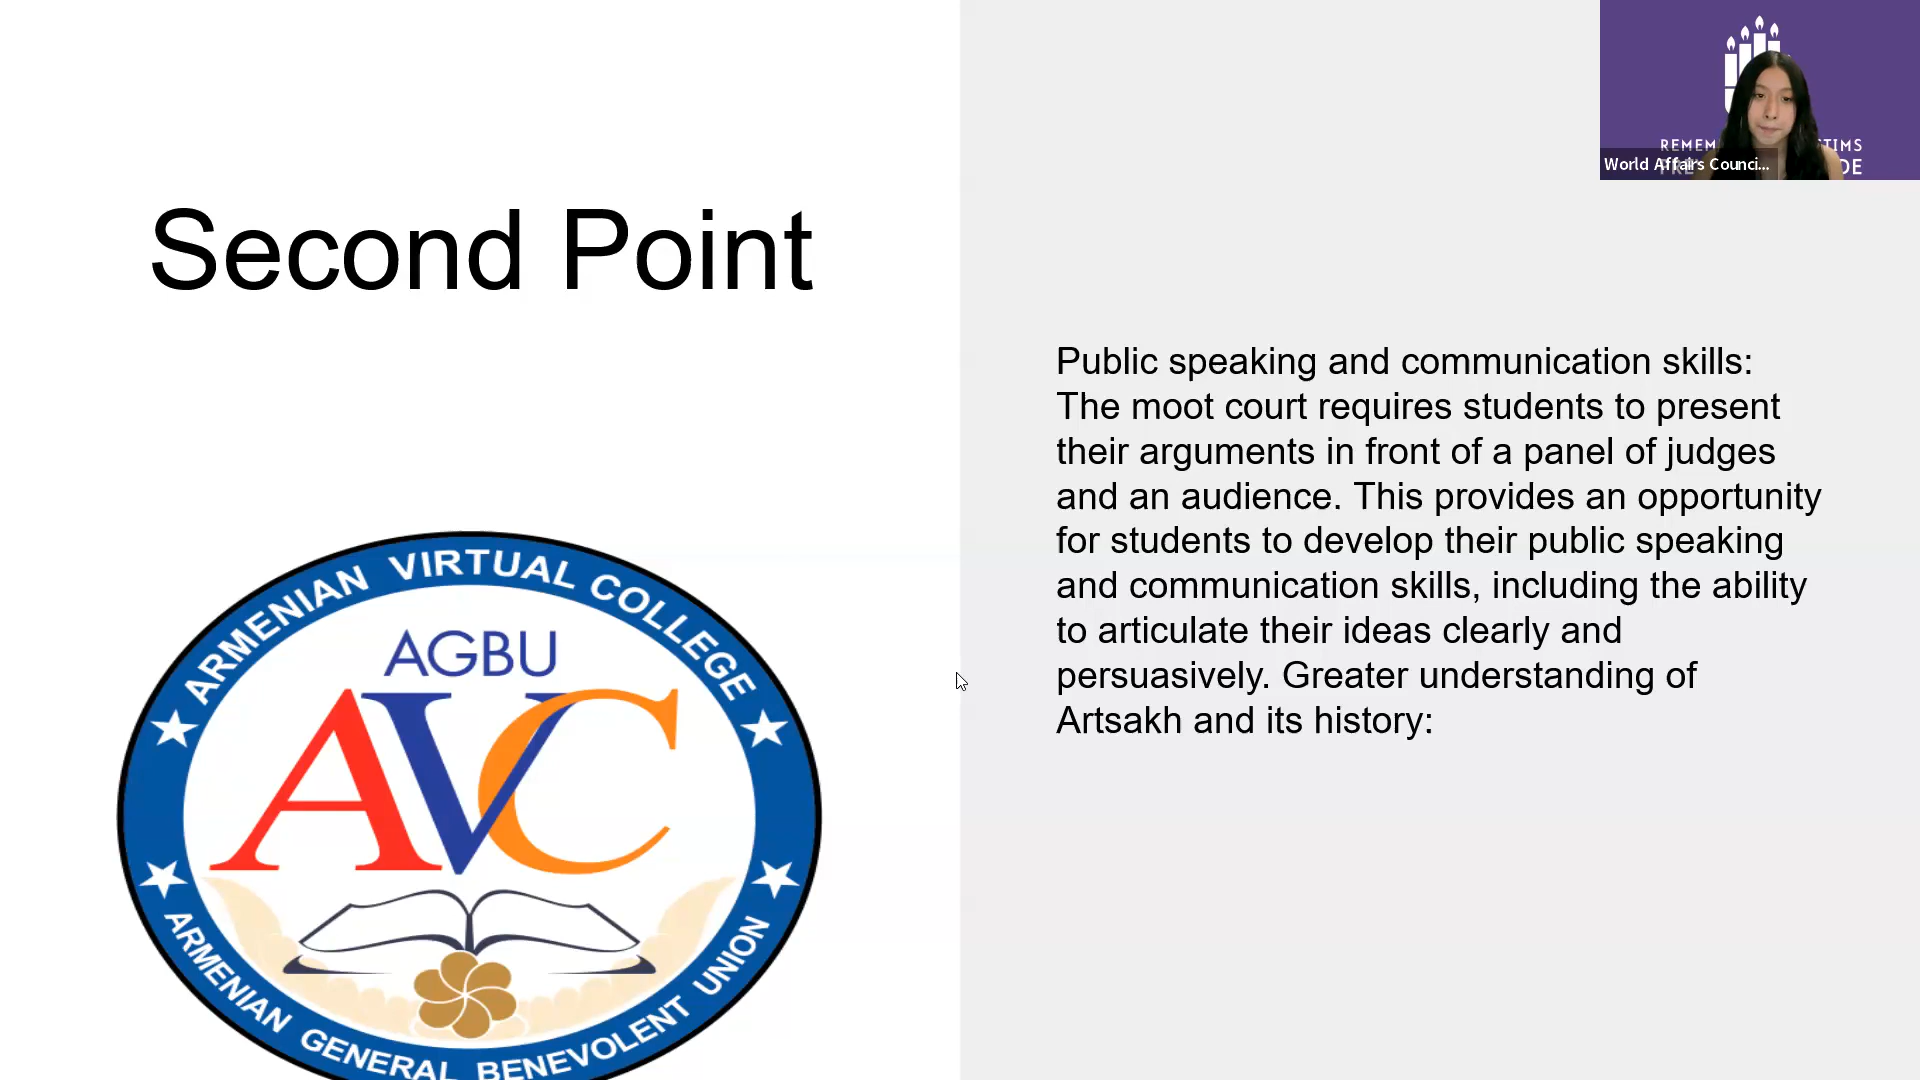 Second Point
ARMENIAN VIRTUAL COLLEGE
AGBU
AVC
ARMENIAN GENERAL BENEVOLENT UNION
Public speaking and communication skills:
The moot court requires students to present
their arguments in front of a panel of judges
and an audience. This provides an opportunity
for students to develop their public speaking
and communication skills, including the ability
to articulate their ideas clearly and
persuasively. Greater understanding of
Artsakh and its history:
World Affairs Counci...